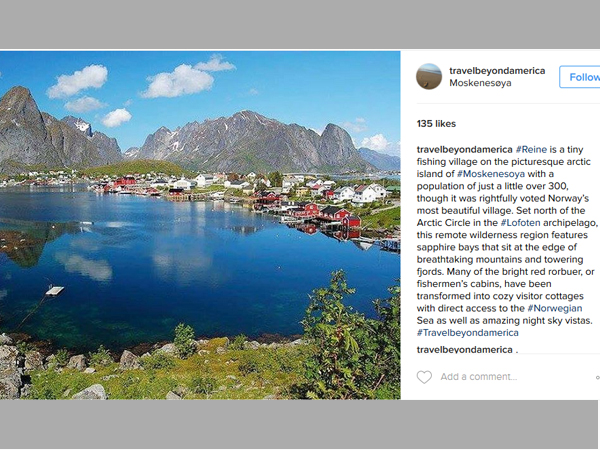 travelbeyondamerica
Moskenesøya
Follow
135 likes
travelbeyondamerica #Reine is a tiny
fishing village on the picturesque arctic
island of #Moskenesoya with a
population of just a little over 300,
though it was rightfully voted Norway's
most beautiful village. Set north of the
Arctic Circle in the #Lofoten archipelago,
this remote wilderness region features
sapphire bays that sit at the edge of
breathtaking mountains and towering
fjords. Many of the bright red rorbuer, or
fishermen's cabins, have been
transformed into cozy visitor cottages
with direct access to the #Norwegian
Sea as well as amazing night sky vistas.
#Travelbeyondamerica
travelbeyondamerica .
Add a comment...